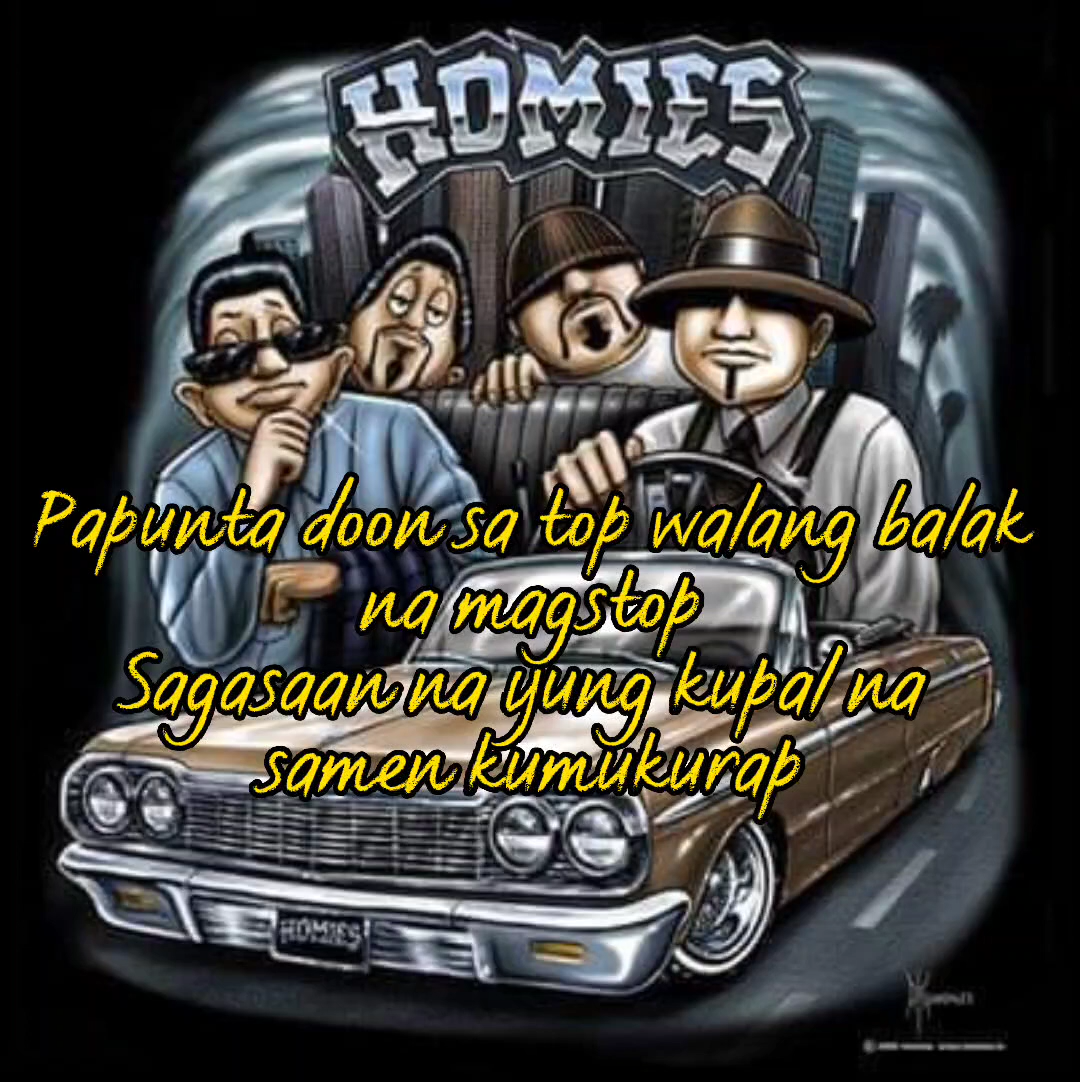 HOMIES
Papunta doon sa top walang balak
na magstop
Sagasaan na yung kupal na
samen kumukurap
HOMIES